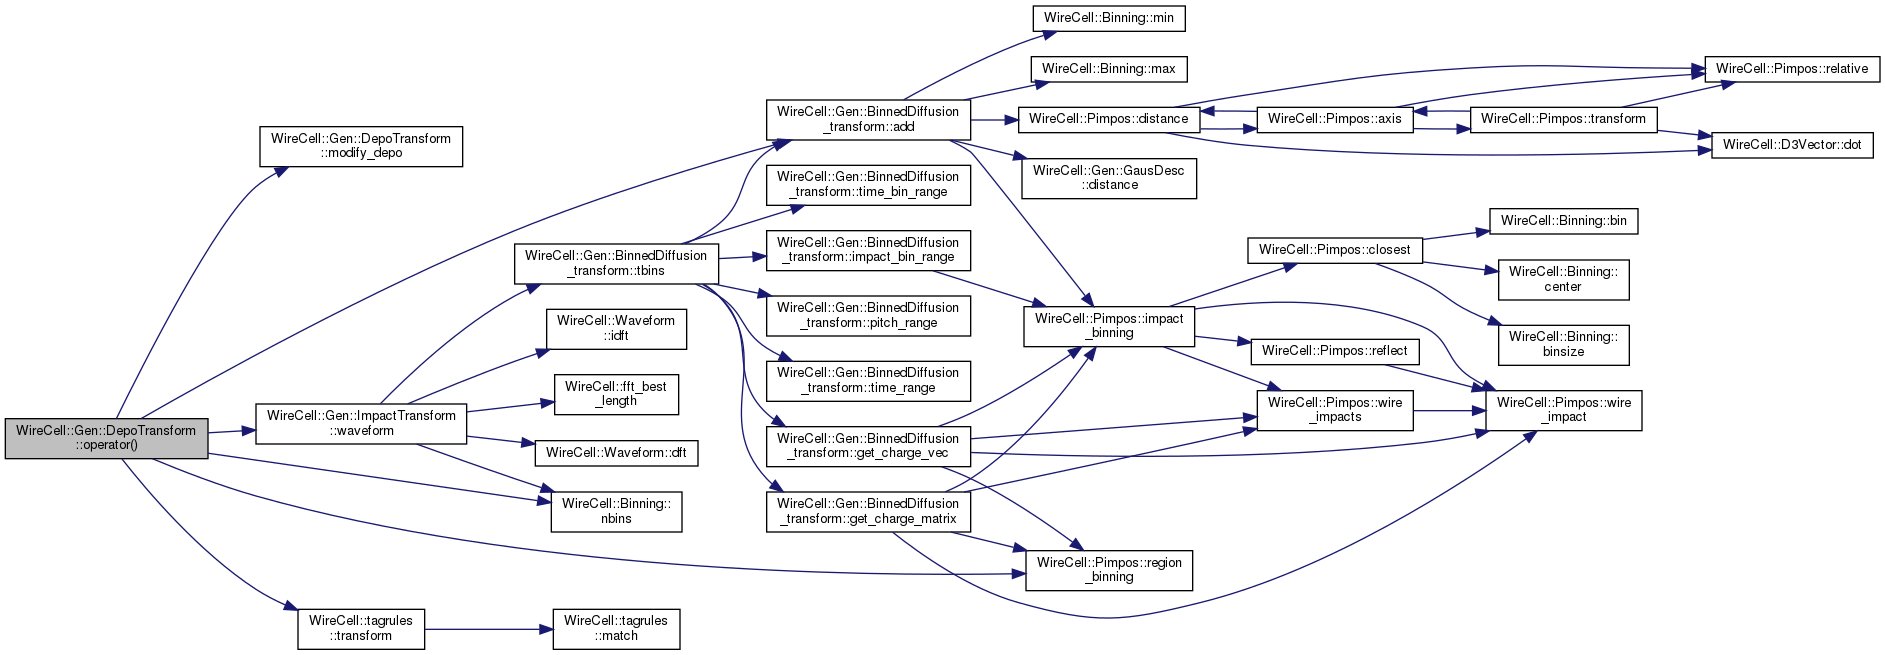 WireCell::Gen::DepoTransform
::operator()
WireCell::Gen::DepoTransform
::modify_depo
WireCell::Gen::ImpactTransform
::waveform
WireCell::tagrules
::transform
WireCell::Gen::BinnedDiffusion
_transform::tbins
WireCell::Waveform
::idft
WireCell::fft_best
_length
WireCell::Waveform::dft
WireCell::Binning::
nbins
WireCell::tagrules
::match
WireCell::Gen::BinnedDiffusion
_transform::add
WireCell::Gen::BinnedDiffusion
_transform::time_bin_range
WireCell::Gen::BinnedDiffusion
_transform::impact_bin_range
WireCell::Gen::BinnedDiffusion
_transform::pitch_range
WireCell::Gen::BinnedDiffusion
_transform::time_range
WireCell::Gen::BinnedDiffusion
_transform::get_charge_vec
WireCell::Gen::BinnedDiffusion
_transform::get_charge_matrix
WireCell::Binning::min
WireCell::Binning::max
WireCell::Pimpos::distance
WireCell::Gen::GausDesc
::distance
WireCell::Pimpos::impact
_binning
WireCell::Pimpos::region
_binning
WireCell::Pimpos::axis
WireCell::Pimpos::closest
WireCell::Pimpos::reflect
WireCell::Pimpos::wire
_impacts
WireCell::Pimpos::transform
WireCell::Binning::bin
WireCell::Binning::
center
WireCell::Binning::
binsize
WireCell::Pimpos::wire
_impact
WireCell::Pimpos::relative
WireCell::D3Vector::dot